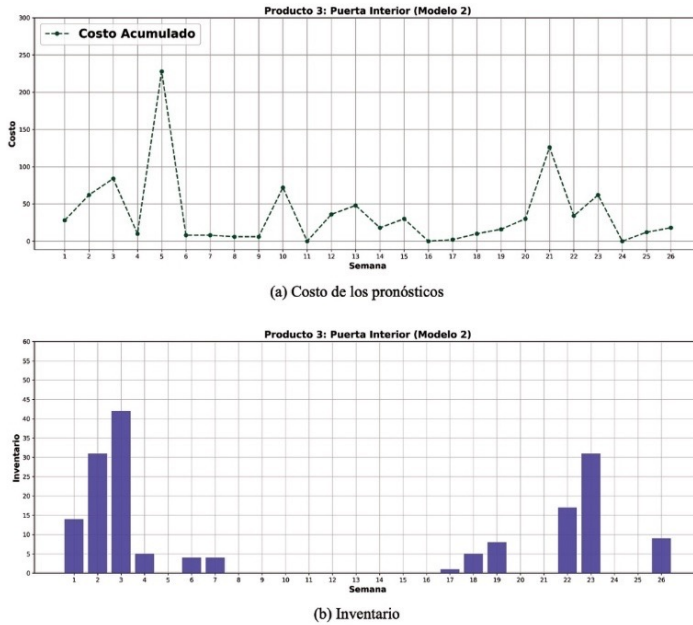 Producto 3: Puerta Interior (Modelo 2)
Costo Acumulado
300
250
200
150
100
50
0
Costo
1 2 3 4 5 6 7 8 9 10 11 12 13 14 15 16 17 18 19 20 21 22 23 24 25 26
Semana
(a) Costo de los pronósticos
Producto 3: Puerta Interior (Modelo 2)
60
55
50
45
40
35
30
25
20
15
10
5
0
Inventario
1 2 3 4 5 6 7 8 9 10 11 12 13 14 15 16 17 18 19 20 21 22 23 24 25 26
Semana
(b) Inventario